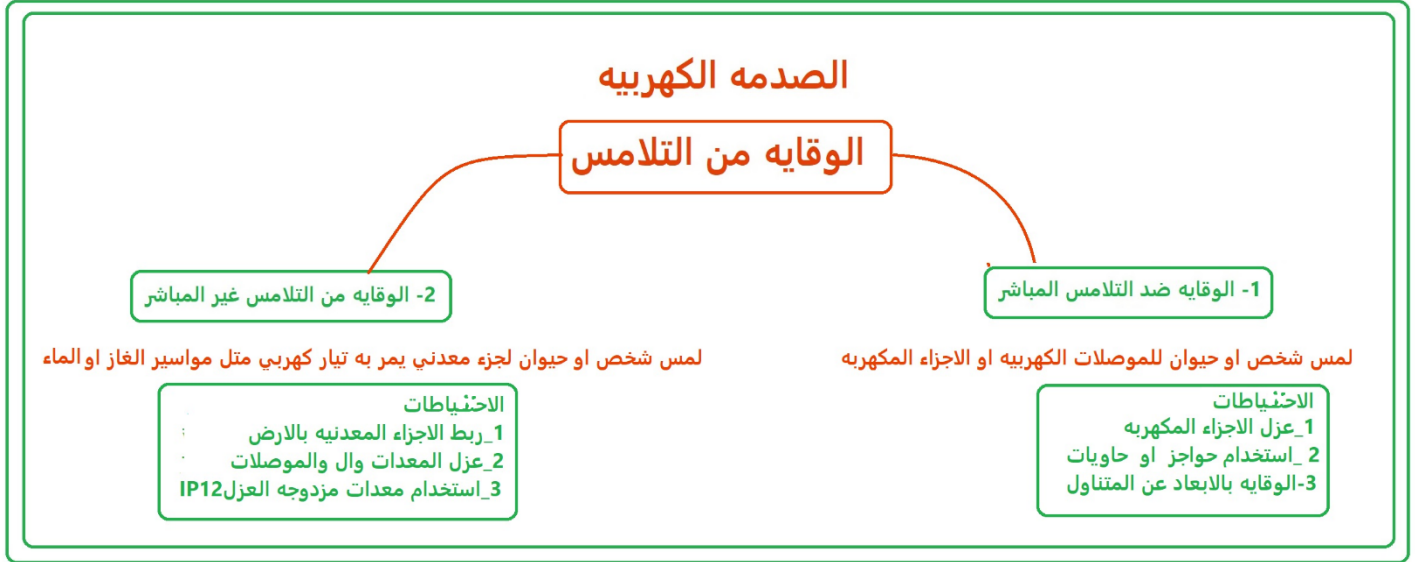 الصدمه الكهربيه
الوقايه من التلامس
1- الوقايه ضد التلامس المباشر
لمس شخص او حيوان للموصلات الكهربيه او الاجزاء المكهربه
الاحتياطات
1_عزل الاجزاء المكهربه
2_استخدام حواجز او حاويات
3-الوقايه بالابعاد عن المتناول
2- الوقايه من التلامس غير المباشر
لمس شخص او حيوان لجزء معدني يمر به تيار كهربي متل مواسير الغاز او الماء
الاحتياطات
1_ربط الاجزاء المعدنيه بالارض
2_عزل المعدات وال والموصلات
3_استخدام معدات مزدوجه العزلIP12